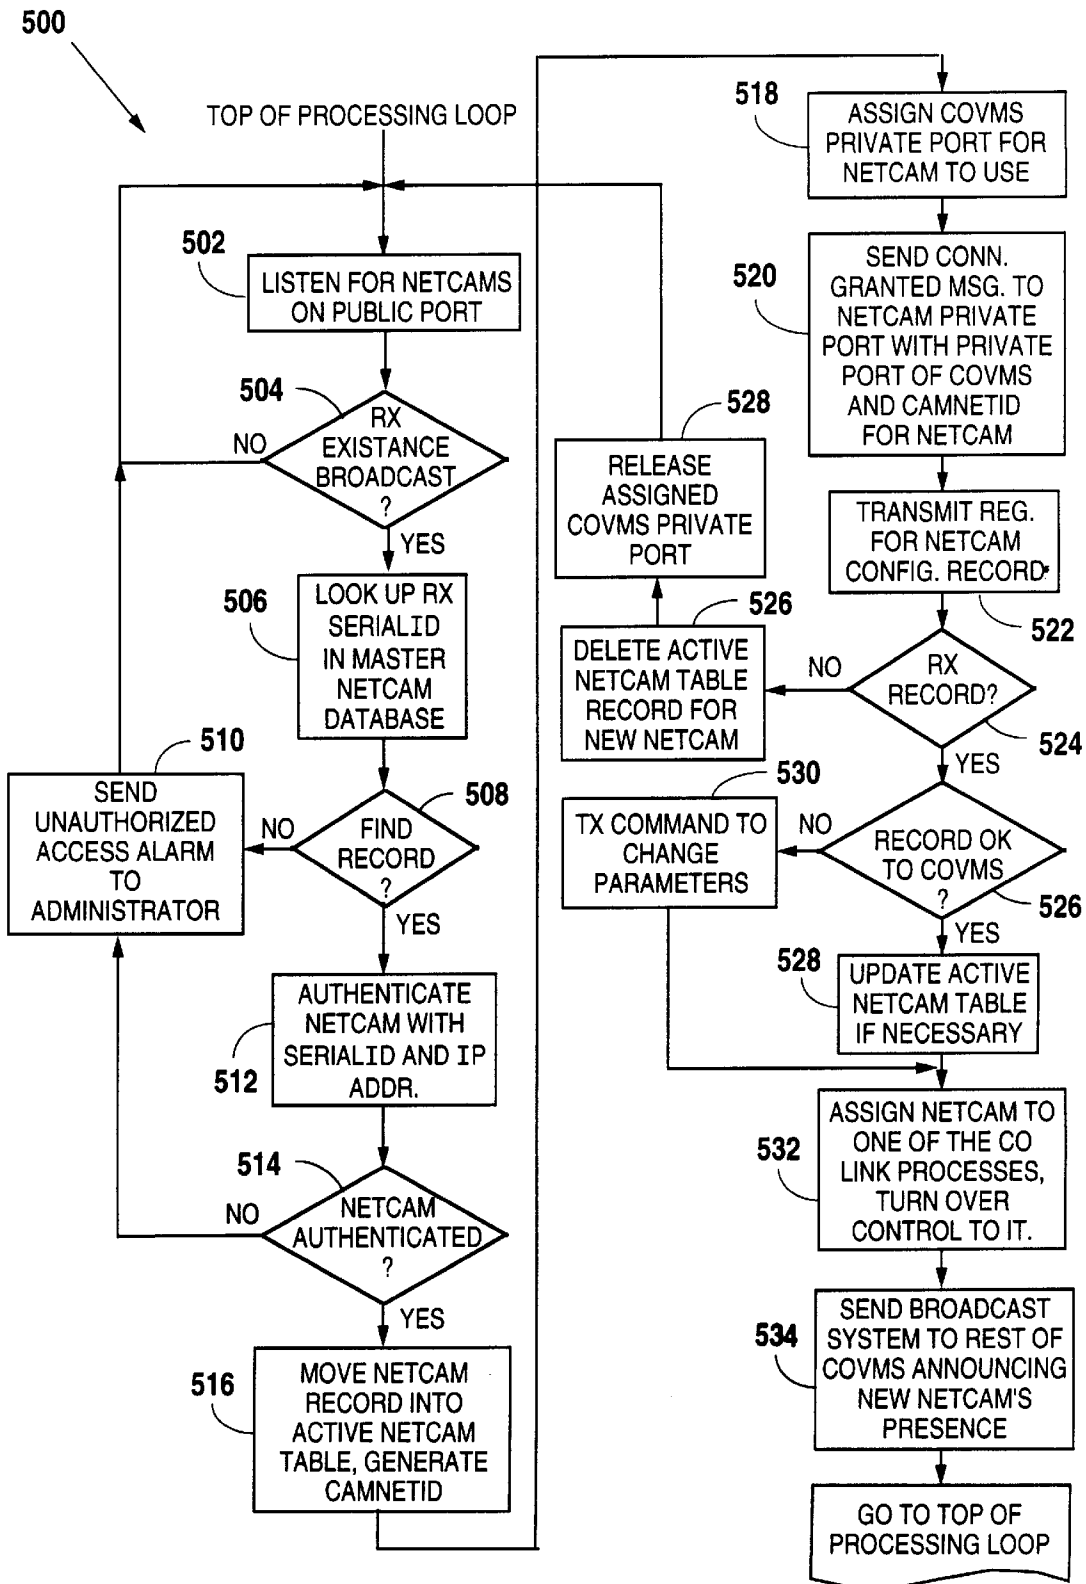 500
TOP OF PROCESSING LOOP
502
LISTEN FOR NETCAMS
ON PUBLIC PORT
504
RX
EXISTANCE
BROADCAST
?
NO
YES
506
LOOK UP RX
SERIALID
IN MASTER
NETCAM
DATABASE
508
FIND
RECORD
?
NO
YES
510
SEND
UNAUTHORIZED
ACCESS ALARM
TO
ADMINISTRATOR
512
AUTHENTICATE
NETCAM WITH
SERIALID AND IP
ADDR.
514
NETCAM
AUTHENTICATED
?
NO
YES
516
MOVE NETCAM
RECORD INTO
ACTIVE NETCAM
TABLE, GENERATE
CAMNETID
518
ASSIGN COVMS
PRIVATE PORT FOR
NETCAM TO USE
520
SEND CONN.
GRANTED MSG. TO
NETCAM PRIVATE
PORT WITH PRIVATE
PORT OF COVMS
AND CAMNETID
FOR NETCAM
TRANSMIT REG.
FOR NETCAM
CONFIG. RECORD
522
RX
RECORD?
524
NO
YES
526
DELETE ACTIVE
NETCAM TABLE
RECORD FOR
NEW NETCAM
528
RELEASE
ASSIGNED
COVMS PRIVATE
PORT
RECORD OK
TO COVMS
?
526
NO
YES
530
TX COMMAND TO
CHANGE
PARAMETERS
528
UPDATE ACTIVE
NETCAM TABLE
IF NECESSARY
532
ASSIGN NETCAM TO
ONE OF THE CO
LINK PROCESSES,
TURN OVER
CONTROL TO IT.
534
SEND BROADCAST
SYSTEM TO REST OF
COVMS ANNOUNCING
NEW NETCAM'S
PRESENCE
GO TO TOP OF
PROCESSING LOOP